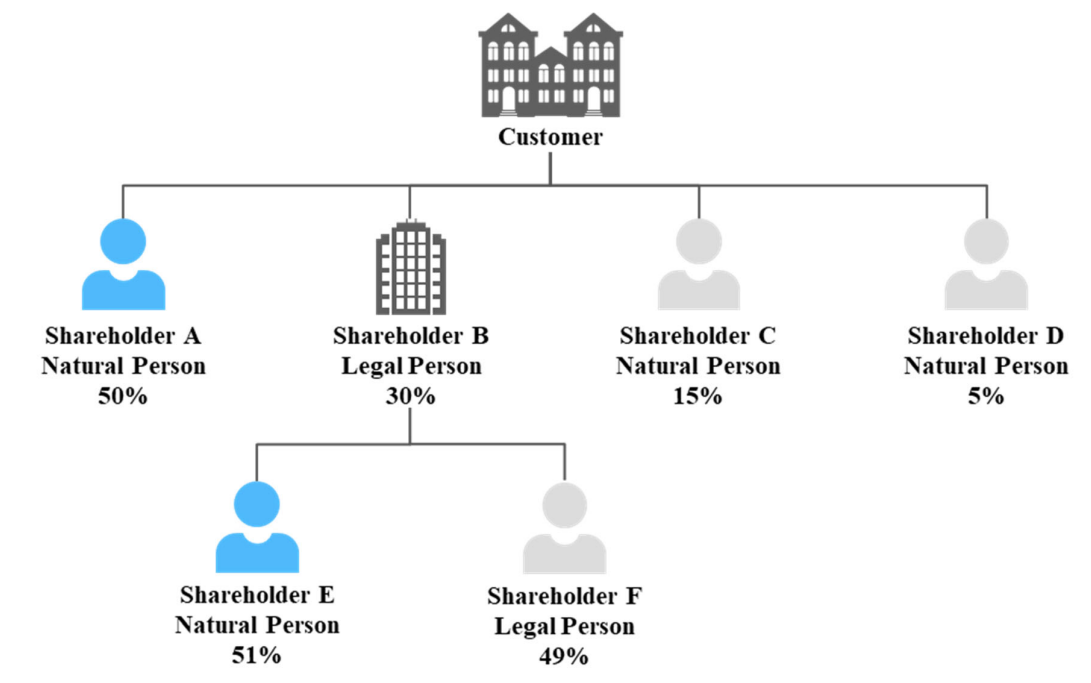 Customer
Shareholder A
Natural Person
50%
Shareholder B
Legal Person
30%
Shareholder C
Natural Person
15%
Shareholder D
Natural Person
5%
Shareholder E
Natural Person
51%
Shareholder F
Legal Person
49%